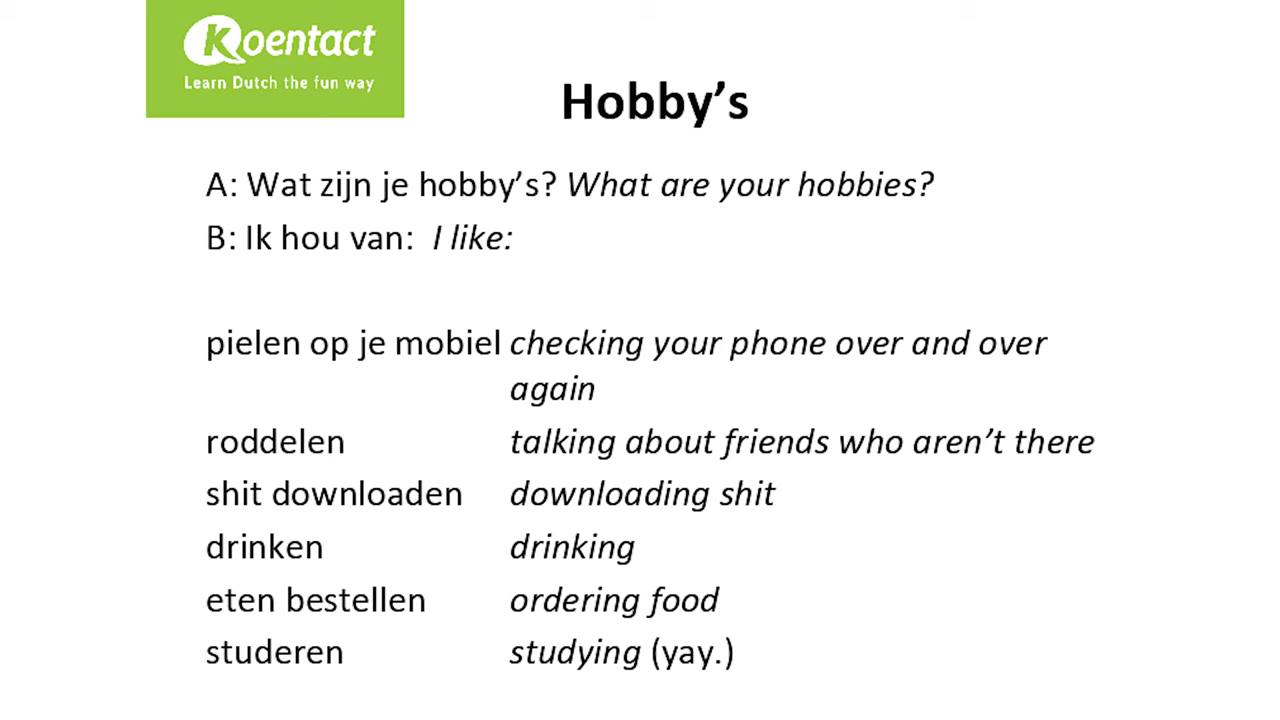 Koentact
Learn Dutch the fun way
Hobby’s
A: Wat zijn je hobby’s? What are your hobbies?
B: Ik hou van: I like:
pielen op je mobiel checking your phone over and over
again
roddelen talking about friends who aren’t there
shit downloaden downloading shit
drinken drinking
eten bestellen ordering food
studeren studying (yay.)